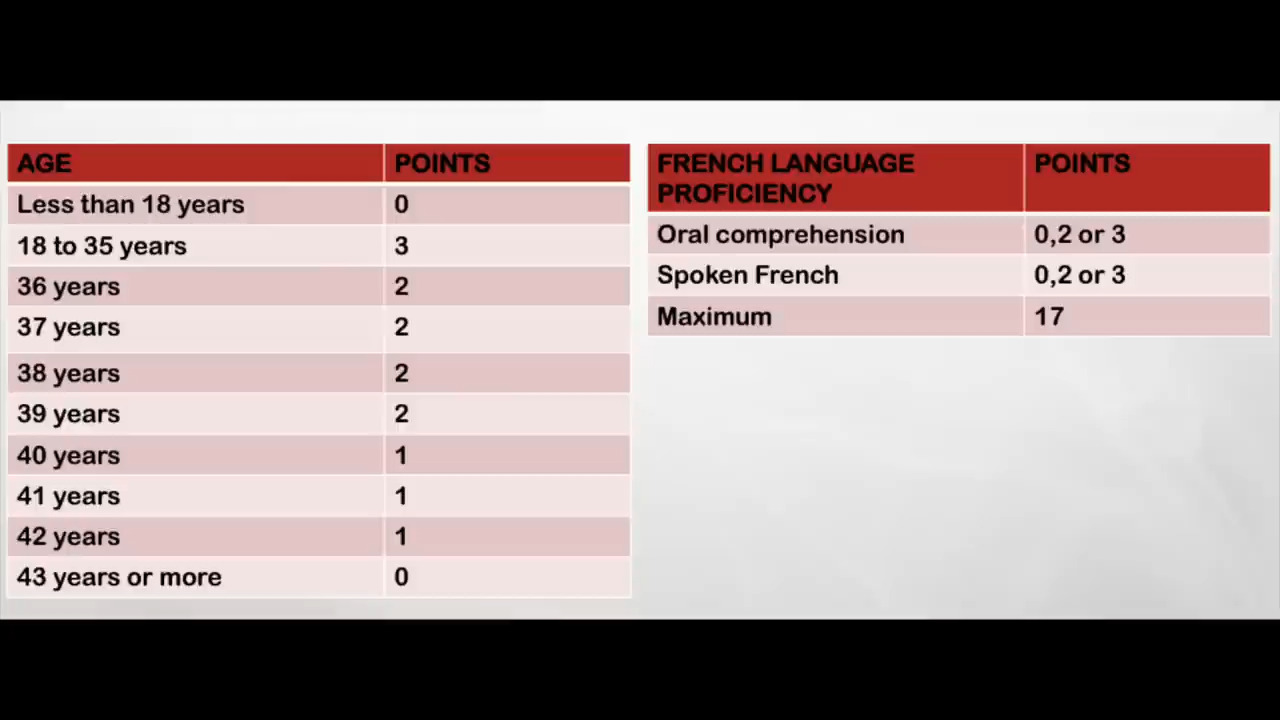 AGE POINTS
Less than 18 years 0
18 to 35 years 3
36 years 2
37 years 2
38 years 2
39 years 2
40 years 1
41 years 1
42 years 1
43 years or more 0
FRENCH LANGUAGE POINTS
PROFICIENCY
Oral comprehension 0,2 or 3
Spoken French 0,2 or 3
Maximum 17